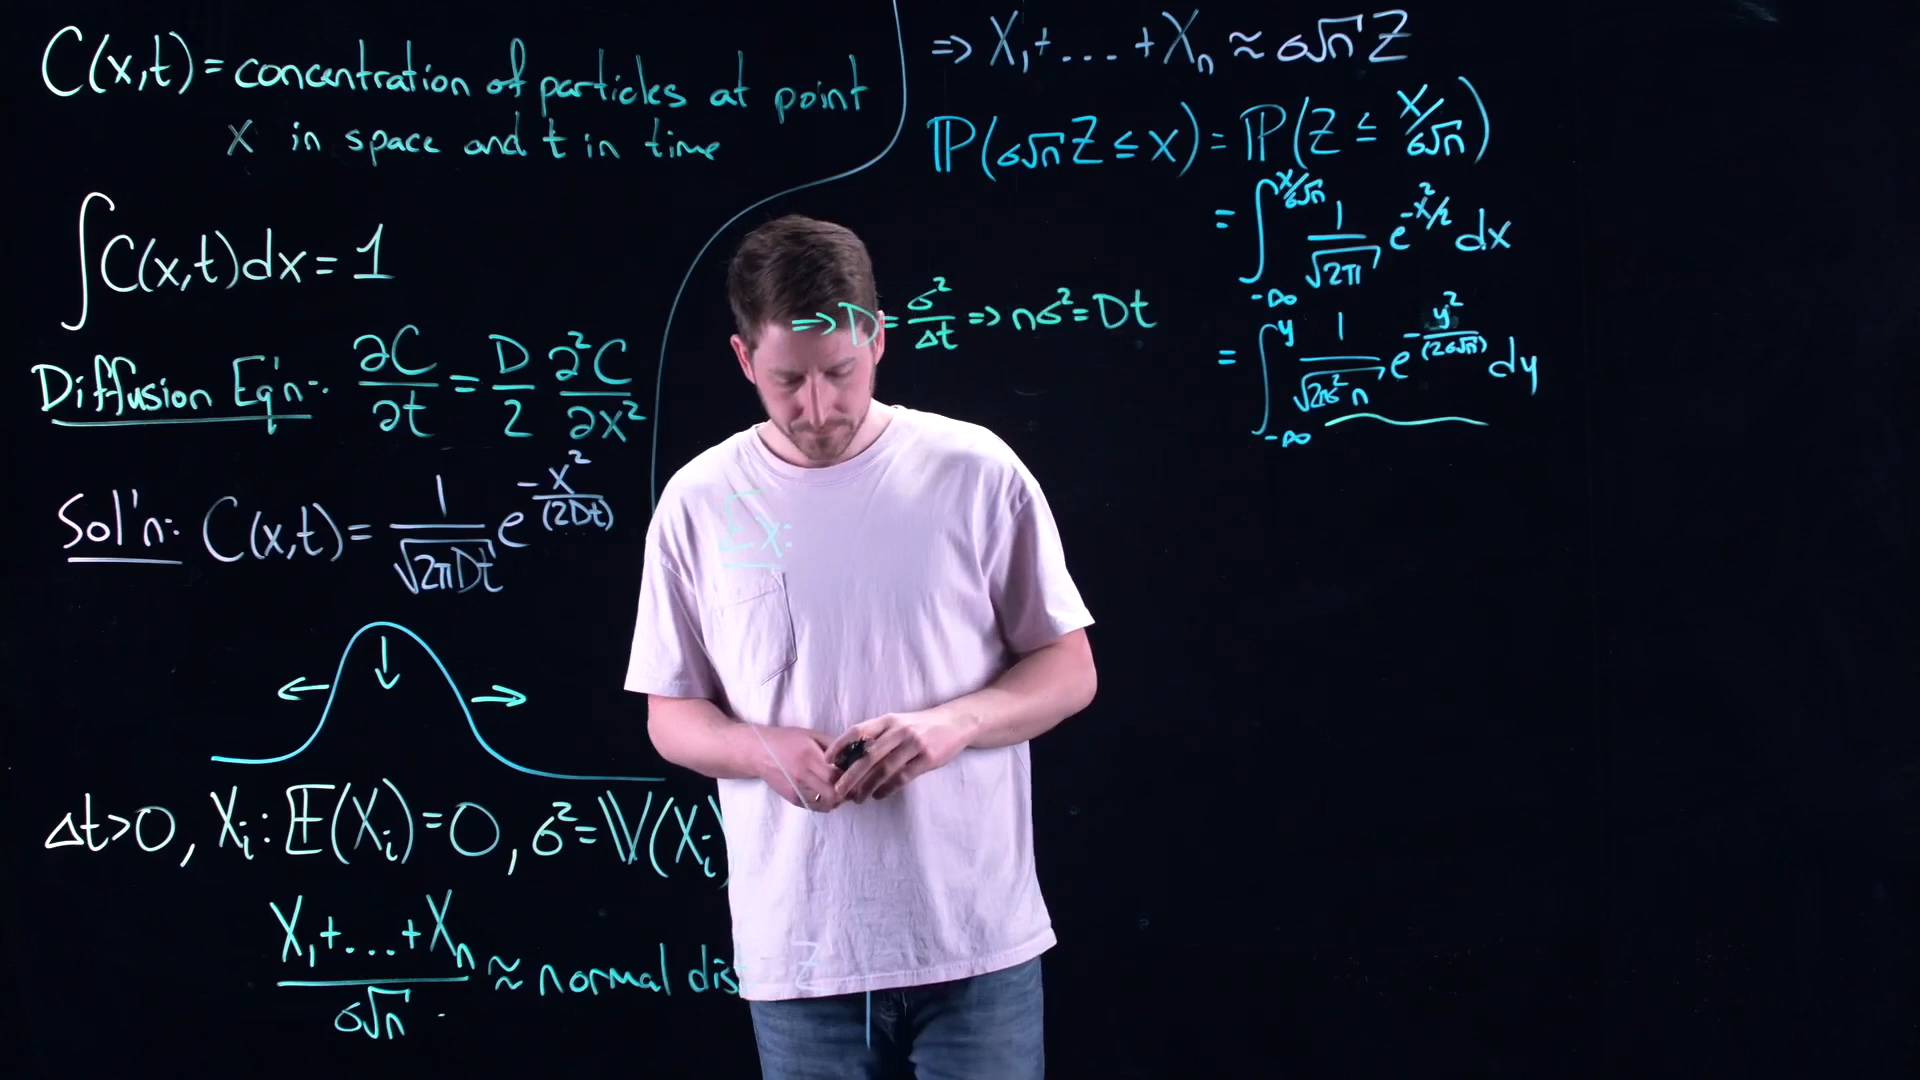 C(x,t) = concentration of particles at point
x in space and t in time
∫C(x,t)dx = 1
Diffusion Eq'n: ∂C/∂t = D/2 ∂²C/∂x²
Sol'n: C(x,t) = 1/√(2πDt) e^(-x²/(2Dt))
Δt>0, Xᵢ: 𝔼(Xᵢ)=0, σ²=𝕍(Xᵢ
(X₁+...+Xₙ)/(σ√n) ≈ normal dis
Z
⇒ X₁+...+Xₙ ≈ σ√n Z
ℙ(σ√n Z ≤ x) = ℙ(Z ≤ x/σ√n)
= ∫_{-∞}^{x/σ√n} 1/√(2π) e^(-x²/2) dx
= ∫_{-∞}^{y} 1/√(2πσ²n) e^(-y²/(2σ√n)) dy
⇒ D = σ²/Δt ⇒ nσ² = Dt
Ex: